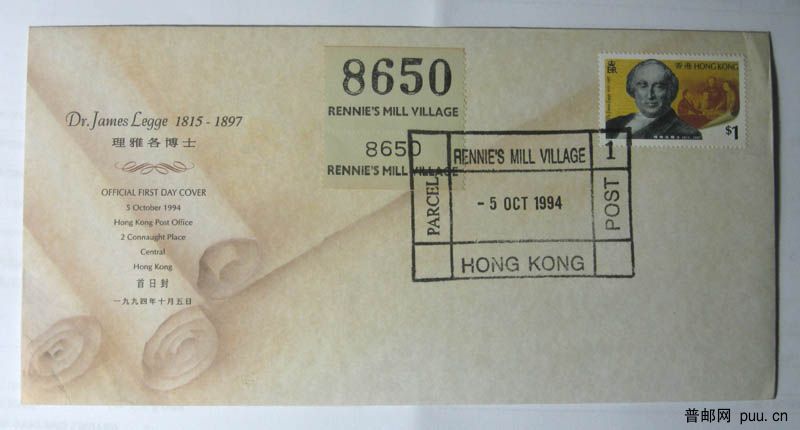 Dr. James Legge 1815 - 1897
理雅各博士
OFFICIAL FIRST DAY COVER
5 October 1994
Hong Kong Post Office
2 Connaught Place
Central
Hong Kong
首日封
一九九四年十月五日
8650
RENNIE'S MILL VILLAGE
8650
RENNIE'S MILL VILLAGE
香港 HONG KONG
$1
RENNIE'S MILL VILLAGE
1
PARCEL
- 5 OCT 1994
POST
HONG KONG
普邮网 puu.cn